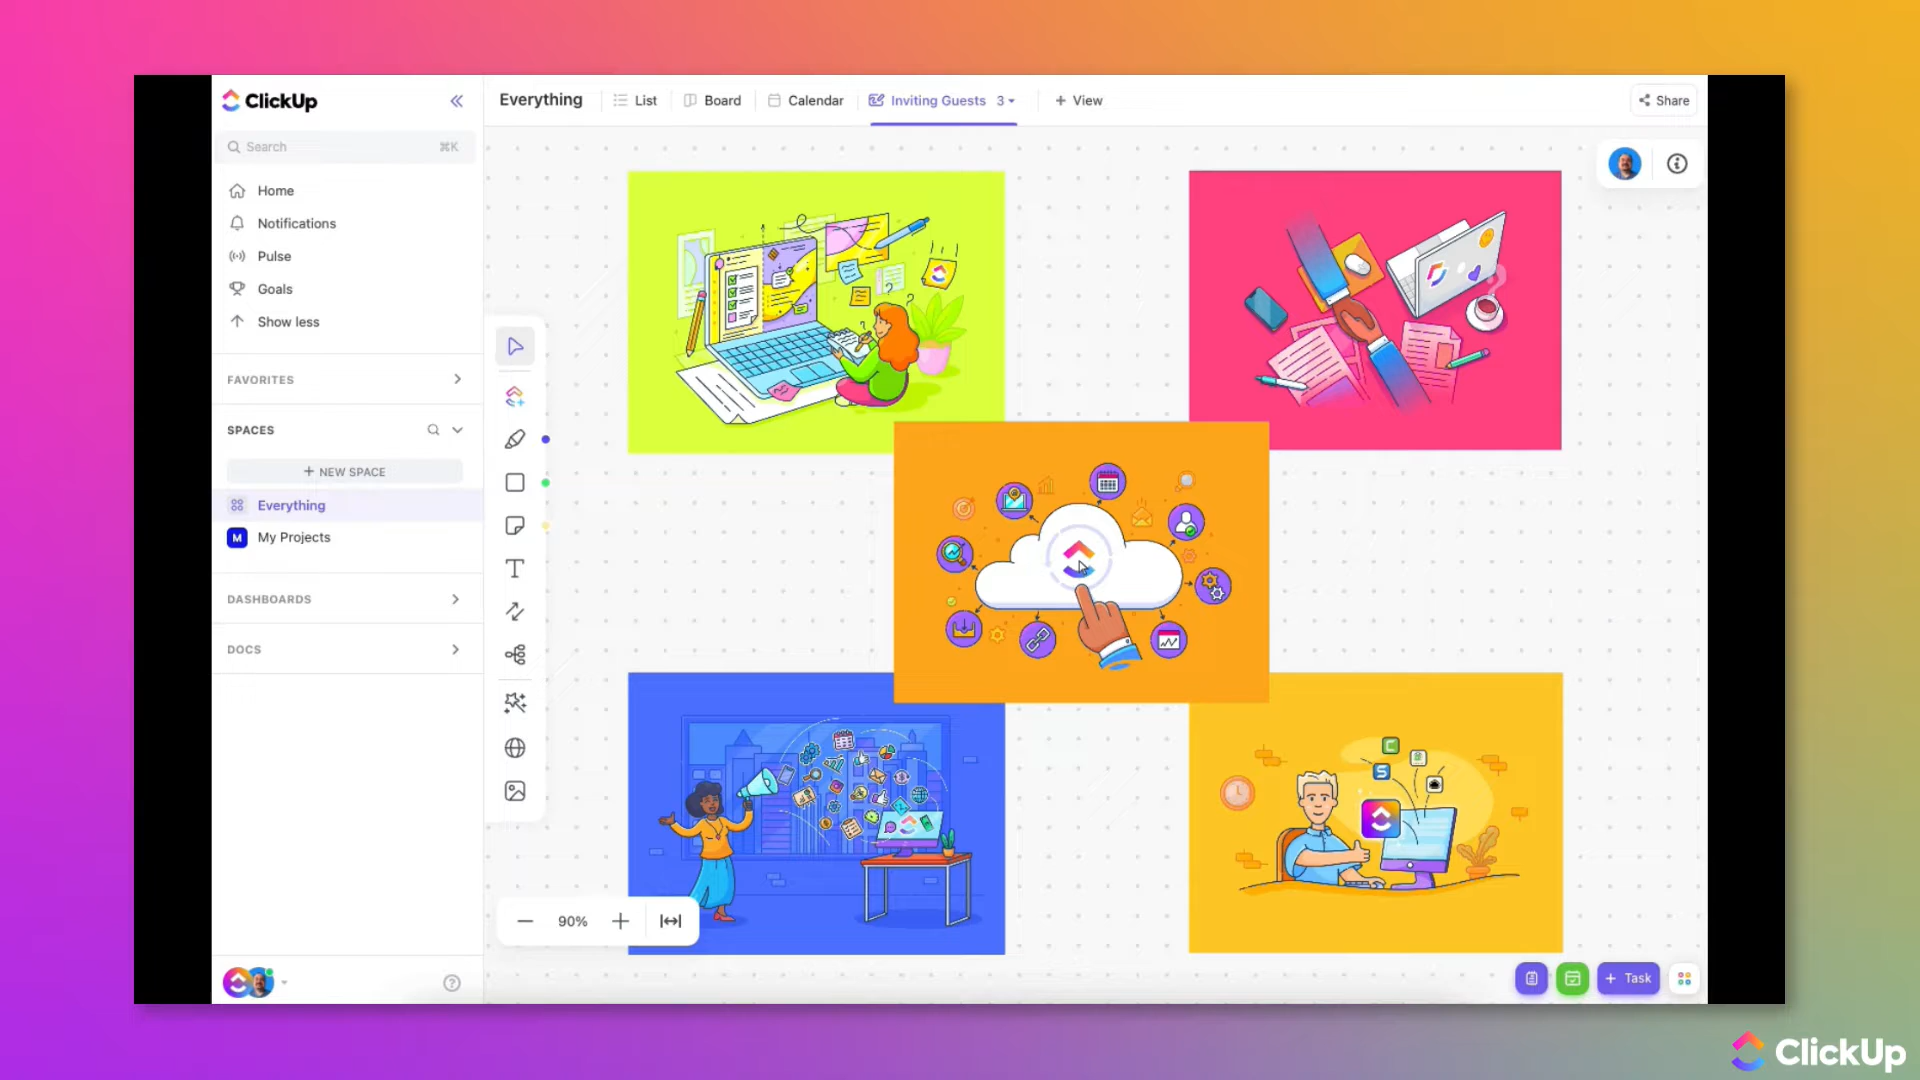 ClickUp
Search ⌘K
Home
Notifications
Pulse
Goals
Show less
FAVORITES
SPACES
+ NEW SPACE
Everything
M My Projects
DASHBOARDS
DOCS
Everything List Board Calendar Inviting Guests 3 + View Share
T
90%
S
C
+ Task
ClickUp